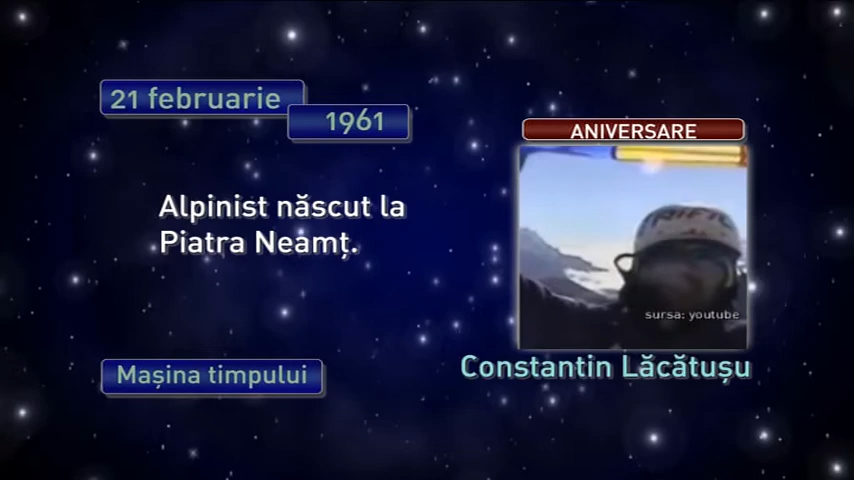 21 februarie
1961
ANIVERSARE
Alpinist născut la
Piatra Neamț.
sursa: youtube
Constantin Lăcătușu
Mașina timpului